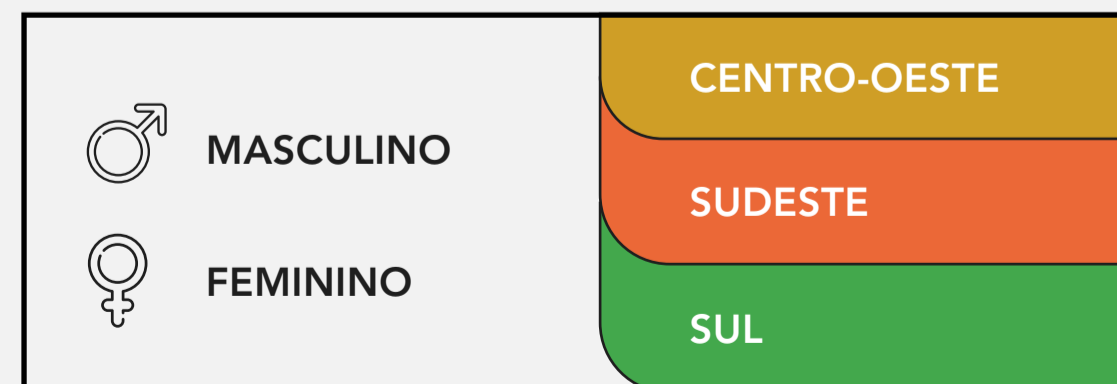 MASCULINO
FEMININO
CENTRO-OESTE
SUDESTE
SUL